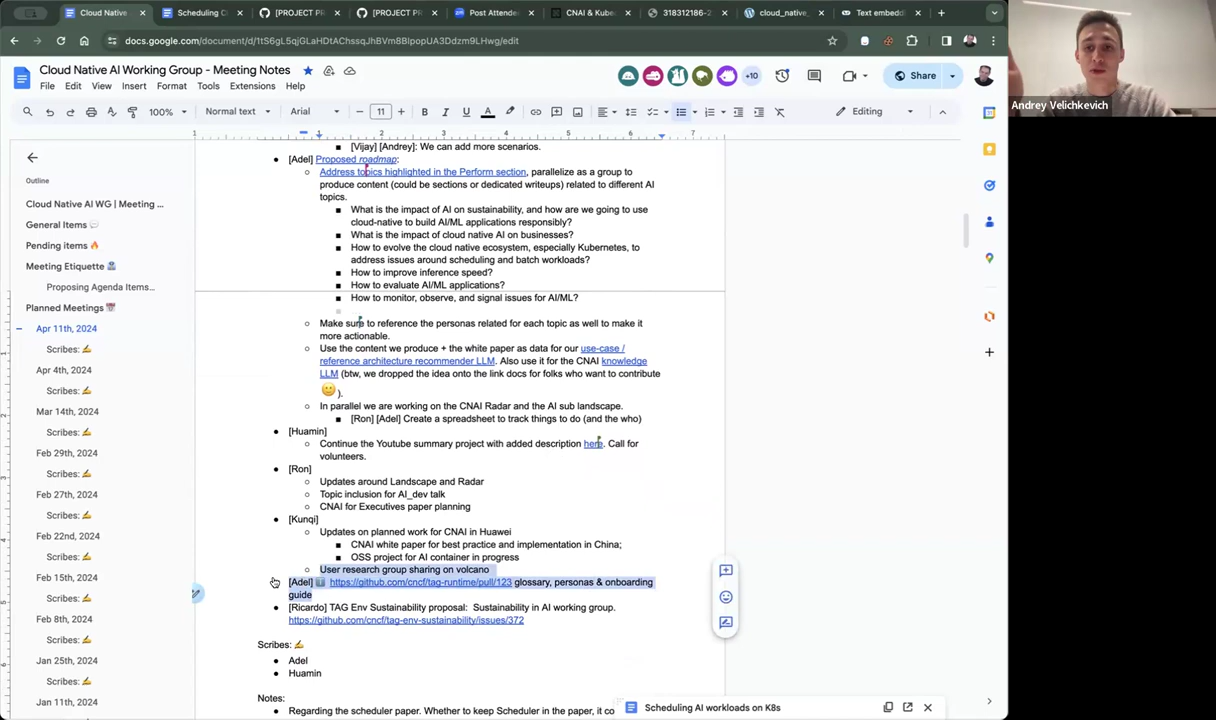 Cloud Native
Scheduling C
[PROJECT PR
[PROJECT PR
Post Attende
CNAI & Kube
318312186-2
cloud_native_
Text embeddi
docs.google.com/document/d/1tS6gL5qjGLaHDtAChssqJhBVm8BlpopUA3Ddzm9LHwg/edit
Andrey Velichkevich
Cloud Native AI Working Group - Meeting Notes
+10
Share
File Edit View Insert Format Tools Extensions Help
100%
Normal text
Arial
11
B I U A
Editing
1 1 2 3 4 5 6 7
Outline
Cloud Native AI WG | Meeting ...
General Items 💬
Pending items 🔥
Meeting Etiquette
Proposing Agenda Items...
Planned Meetings 📅
Apr 11th, 2024
Scribes: ✍️
Apr 4th, 2024
Scribes: ✍️
Mar 14th, 2024
Scribes: ✍️
Feb 29th, 2024
Scribes: ✍️
Feb 27th, 2024
Scribes: ✍️
Feb 22nd, 2024
Scribes: ✍️
Feb 15th, 2024
Scribes: ✍️
Feb 8th, 2024
Scribes: ✍️
Jan 25th, 2024
Scribes: ✍️
Jan 11th, 2024
■ [Vijay] [Andrey]: We can add more scenarios.
● [Adel] Proposed roadmap:
○ Address topics highlighted in the Perform section, parallelize as a group to
produce content (could be sections or dedicated writeups) related to different AI
topics.
■ What is the impact of AI on sustainability, and how are we going to use
cloud-native to build AI/ML applications responsibly?
■ What is the impact of cloud native AI on businesses?
■ How to evolve the cloud native ecosystem, especially Kubernetes, to
address issues around scheduling and batch workloads?
■ How to improve inference speed?
■ How to evaluate AI/ML applications?
■ How to monitor, observe, and signal issues for AI/ML?
■
○ Make sure to reference the personas related for each topic as well to make it
more actionable.
○ Use the content we produce + the white paper as data for our use-case /
reference architecture recommender LLM. Also use it for the CNAI knowledge
LLM (btw, we dropped the idea onto the link docs for folks who want to contribute
🙂 ).
○ In parallel we are working on the CNAI Radar and the AI sub landscape.
■ [Ron] [Adel] Create a spreadsheet to track things to do (and the who)
● [Huamin]
○ Continue the Youtube summary project with added description here. Call for
volunteers.
● [Ron]
○ Updates around Landscape and Radar
○ Topic inclusion for AI_dev talk
○ CNAI for Executives paper planning
● [Kunqi]
○ Updates on planned work for CNAI in Huawei
■ CNAI white paper for best practice and implementation in China;
■ OSS project for AI container in progress
○ User research group sharing on volcano
● [Adel] ℹ️ https://github.com/cncf/tag-runtime/pull/123 glossary, personas & onboarding
guide
● [Ricardo] TAG Env Sustainability proposal: Sustainability in AI working group.
https://github.com/cncf/tag-env-sustainability/issues/372
Scribes: ✍️
● Adel
● Huamin
Notes:
● Regarding the scheduler paper. Whether to keep Scheduler in the paper, it co
Scheduling AI workloads on K8s